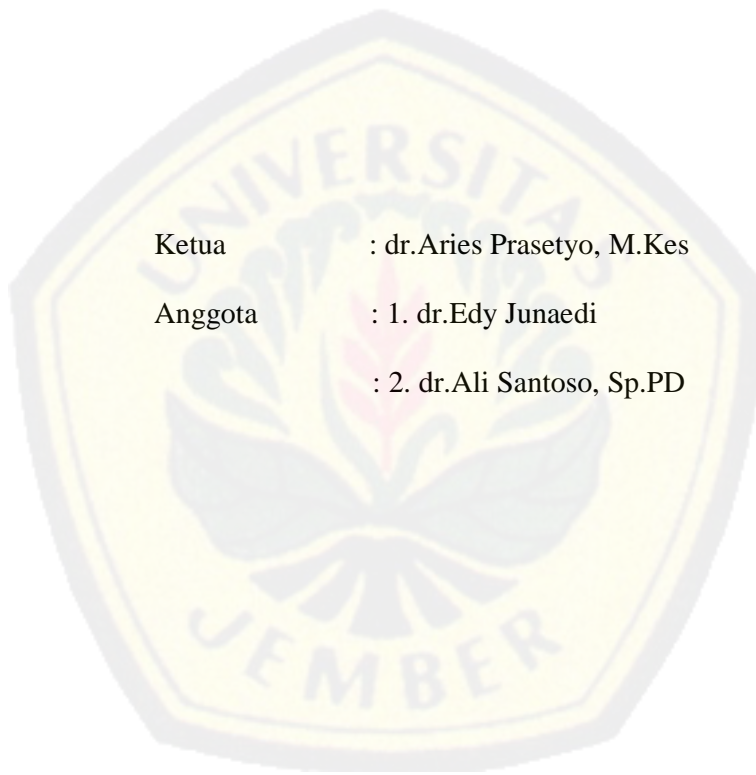 UNIVERSITAS
Ketua : dr.Aries Prasetyo, M.Kes
Anggota : 1. dr.Edy Junaedi
: 2. dr.Ali Santoso, Sp.PD
JEMBER